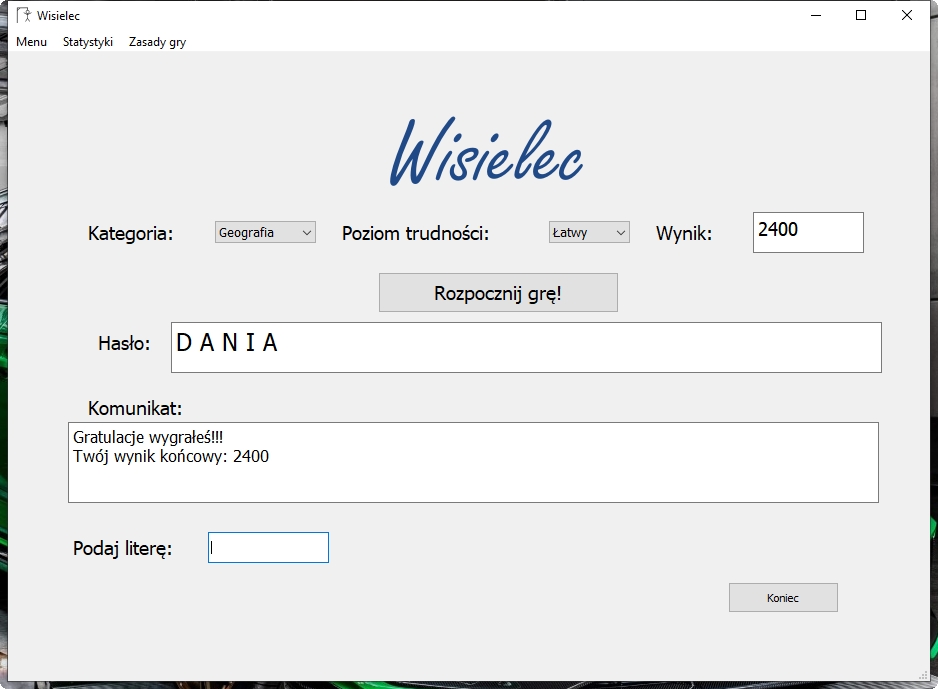 Wisielec
Menu Statystyki Zasady gry
Wisielec
Kategoria: Geografia Poziom trudności: Łatwy Wynik: 2400
Rozpocznij grę!
Hasło: D A N I A
Komunikat:
Gratulacje wygrałeś!!!
Twój wynik końcowy: 2400
Podaj literę:
Koniec